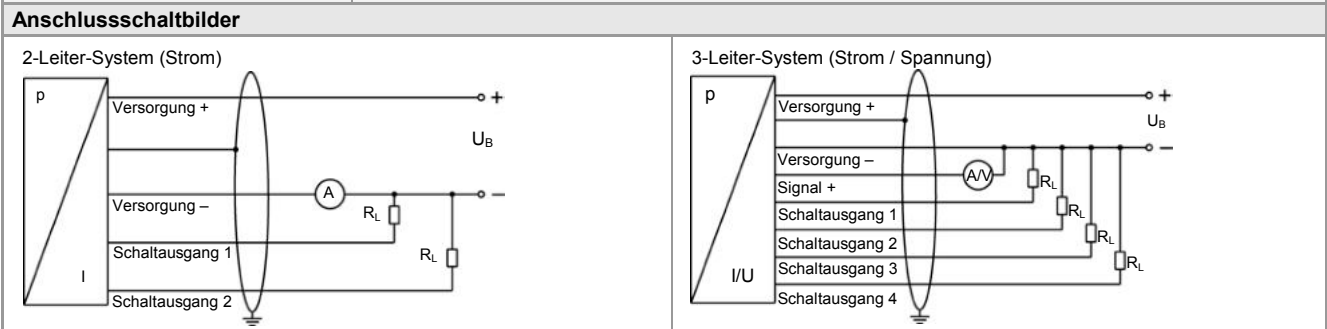 Anschlussschaltbilder
2-Leiter-System (Strom)
p
Versorgung +
+
U_B
A
–
Versorgung –
R_L
Schaltausgang 1
R_L
I
Schaltausgang 2
3-Leiter-System (Strom / Spannung)
p
Versorgung +
+
U_B
–
Versorgung –
A/V
Signal +
R_L
Schaltausgang 1
R_L
Schaltausgang 2
R_L
Schaltausgang 3
R_L
I/U
Schaltausgang 4